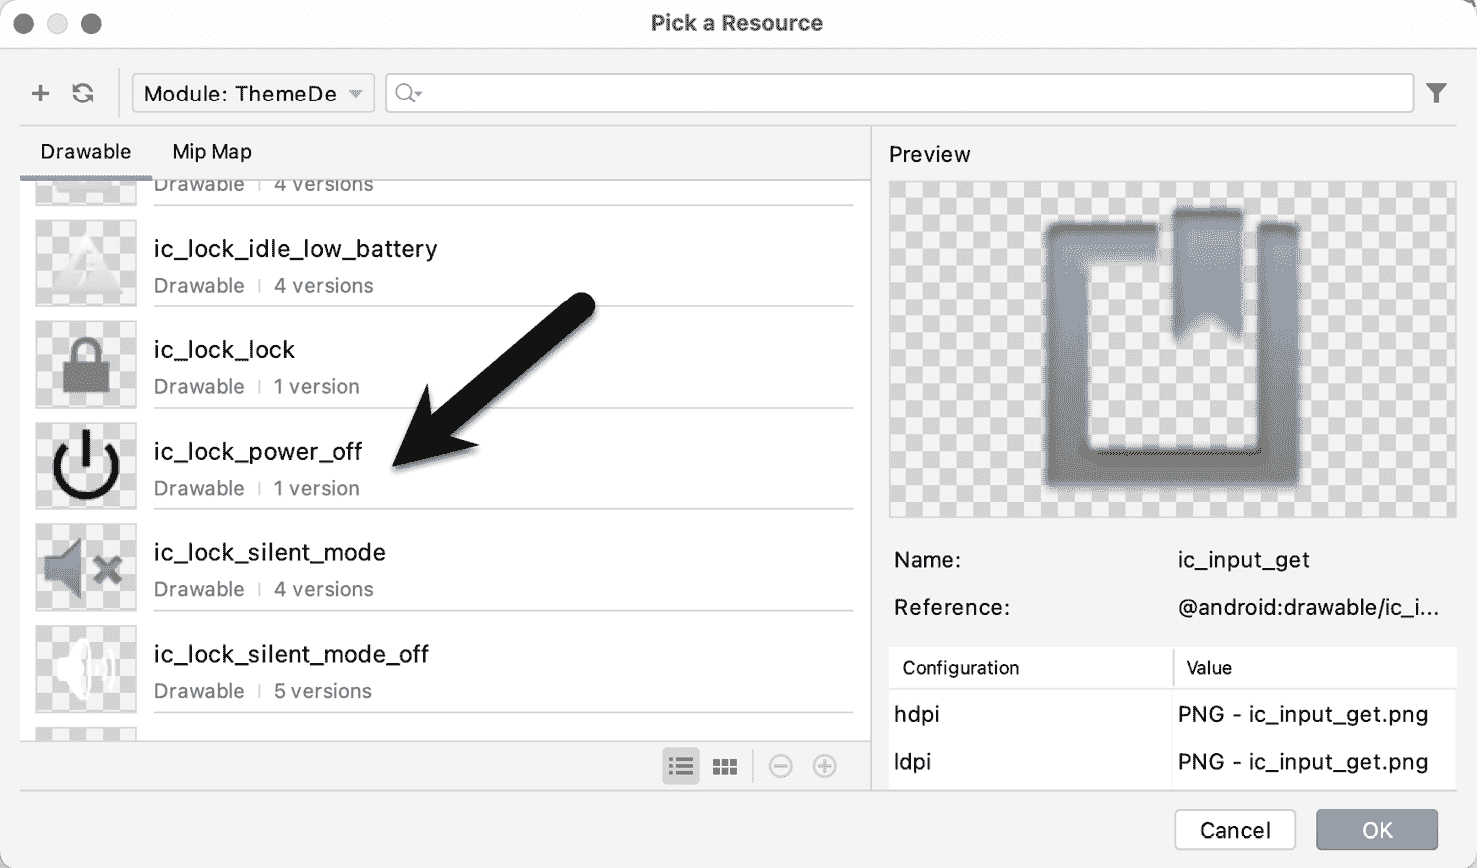 Pick a Resource
Module: ThemeDe
Drawable Mip Map
Drawable | 4 versions
ic_lock_idle_low_battery
Drawable | 4 versions
ic_lock_lock
Drawable | 1 version
ic_lock_power_off
Drawable | 1 version
ic_lock_silent_mode
Drawable | 4 versions
ic_lock_silent_mode_off
Drawable | 5 versions
Preview
Name: ic_input_get
Reference: @android:drawable/ic_i...
Configuration Value
hdpi PNG - ic_input_get.png
ldpi PNG - ic_input_get.png
Cancel OK